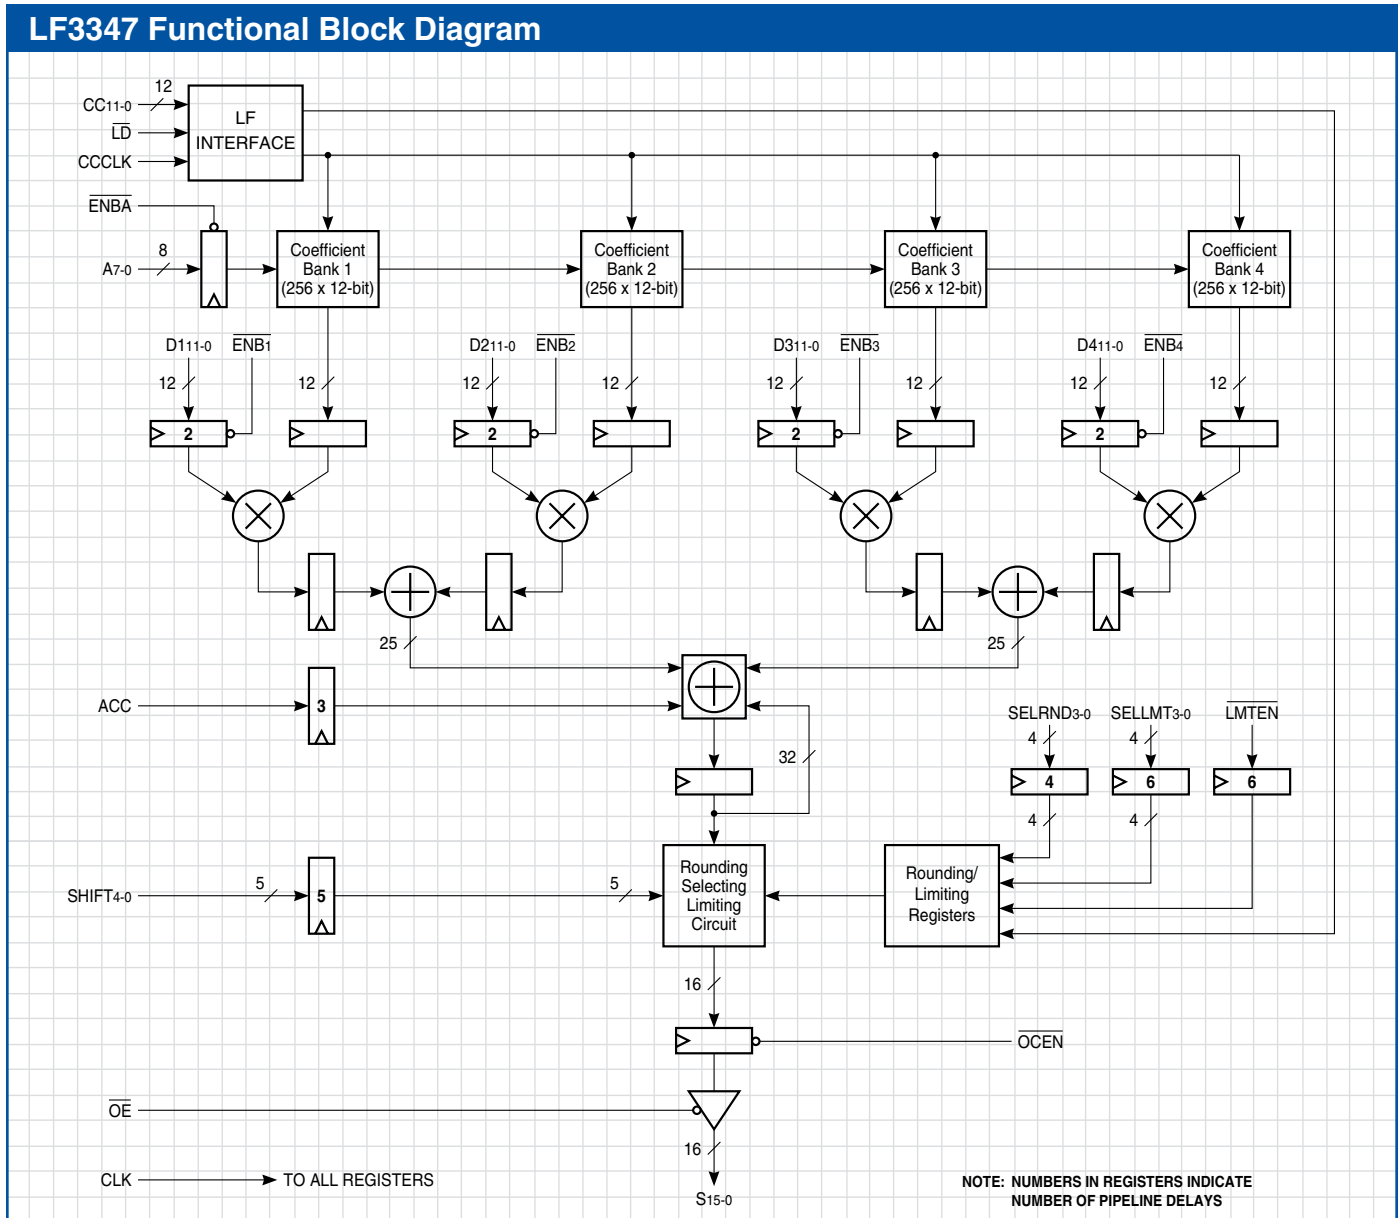 LF3347 Functional Block Diagram
CC11-0
12
LF
INTERFACE
LD
CCCLK
ENBA
A7-0
8
Coefficient
Bank 1
(256 x 12-bit)
Coefficient
Bank 2
(256 x 12-bit)
Coefficient
Bank 3
(256 x 12-bit)
Coefficient
Bank 4
(256 x 12-bit)
D111-0 ENB1
D211-0 ENB2
D311-0 ENB3
D411-0 ENB4
12 12 12 12 12 12 12 12
2 2 2 2
25 25
ACC
3
32
SELRND3-0 SELLMT3-0 LMTEN
4 4
4 6 6
4 4
SHIFT4-0
5
5
5
Rounding
Selecting
Limiting
Circuit
Rounding/
Limiting
Registers
16
OCEN
OE
16
CLK TO ALL REGISTERS
S15-0
NOTE: NUMBERS IN REGISTERS INDICATE
NUMBER OF PIPELINE DELAYS